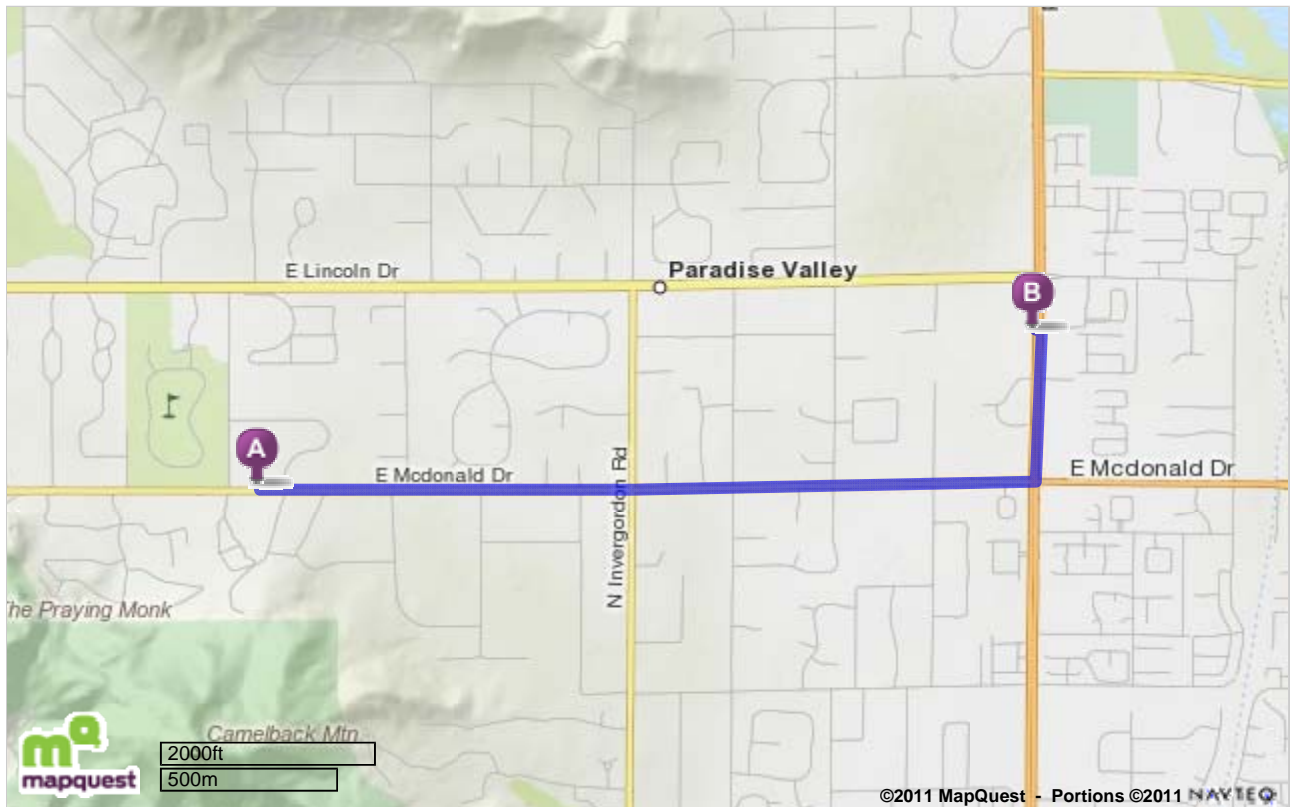 E Lincoln Dr
Paradise Valley
B
A
E Mcdonald Dr
E Mcdonald Dr
N Invergordon Rd
The Praying Monk
Camelback Mtn
mq
mapquest
2000ft
500m
©2011 MapQuest - Portions ©2011 NAVTEQ